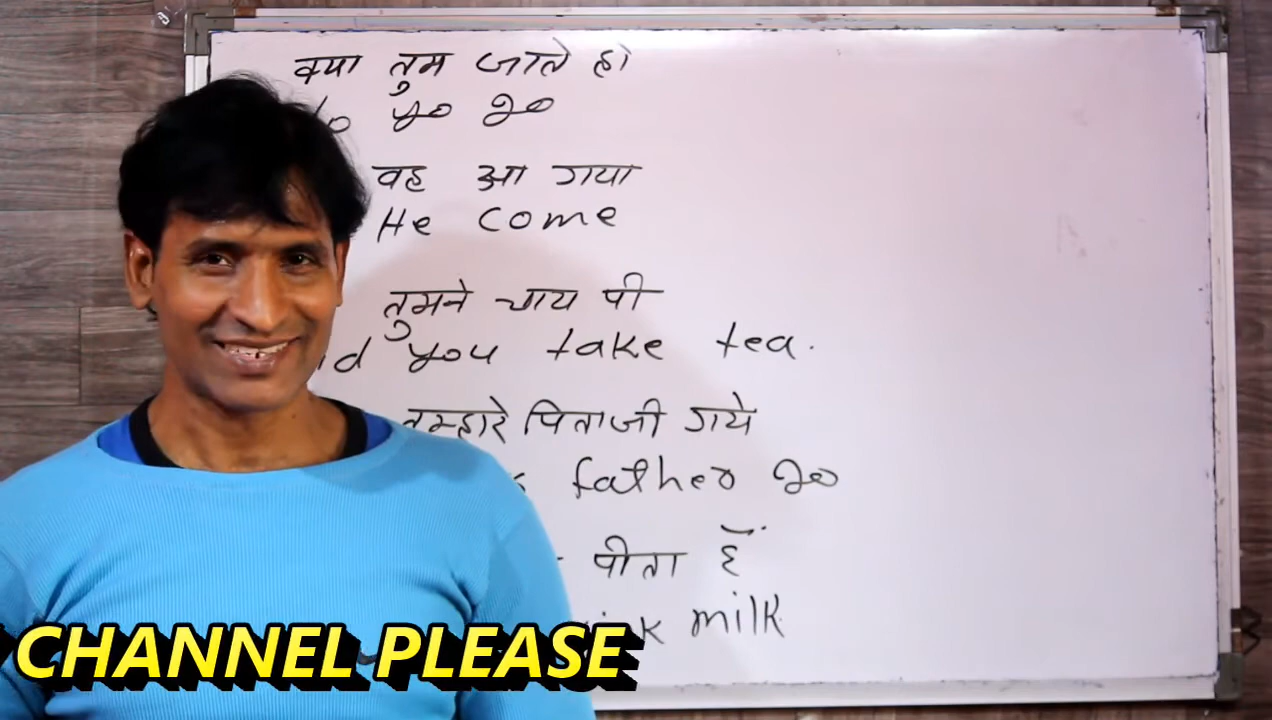 क्या तुम जाते हो
yo go
वह आ गया
He come
तुमने चाय पी
you take tea.
तुम्हारे पिताजी गये
father go
पीता हैं
milk
CHANNEL PLEASE